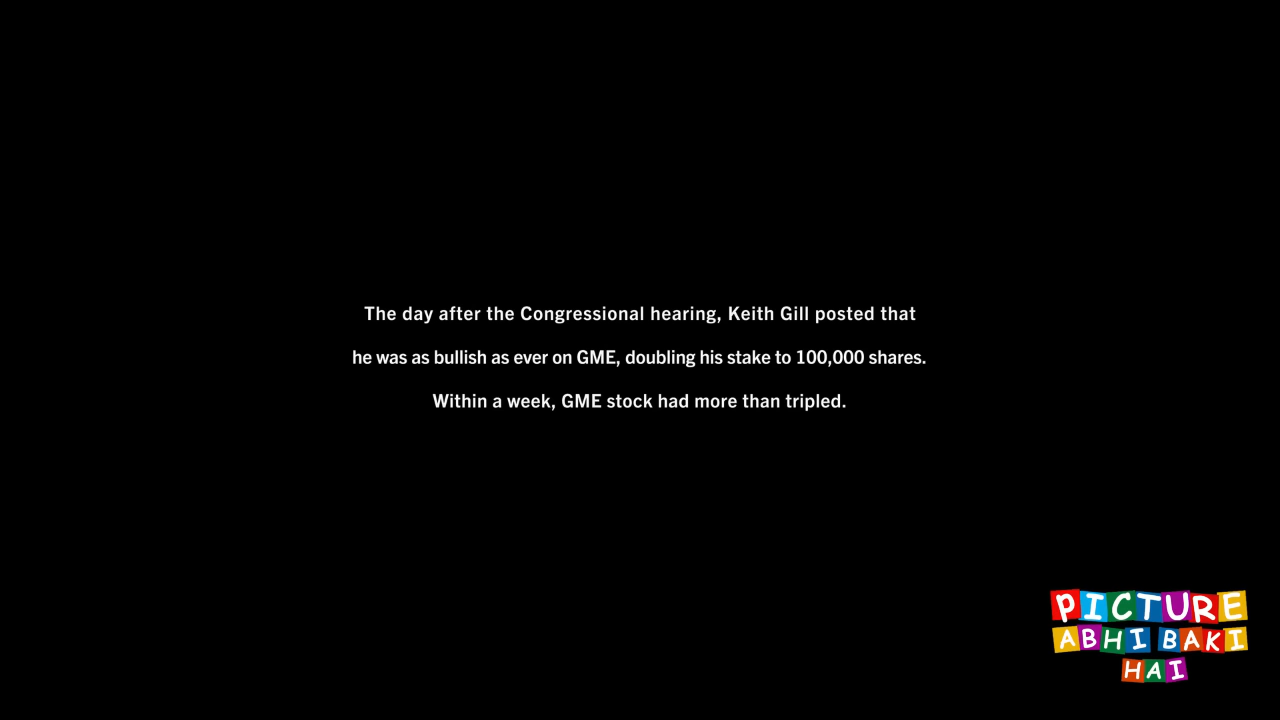 The day after the Congressional hearing, Keith Gill posted that
he was as bullish as ever on GME, doubling his stake to 100,000 shares.
Within a week, GME stock had more than tripled.
PICTURE
ABHI BAKI
HAI